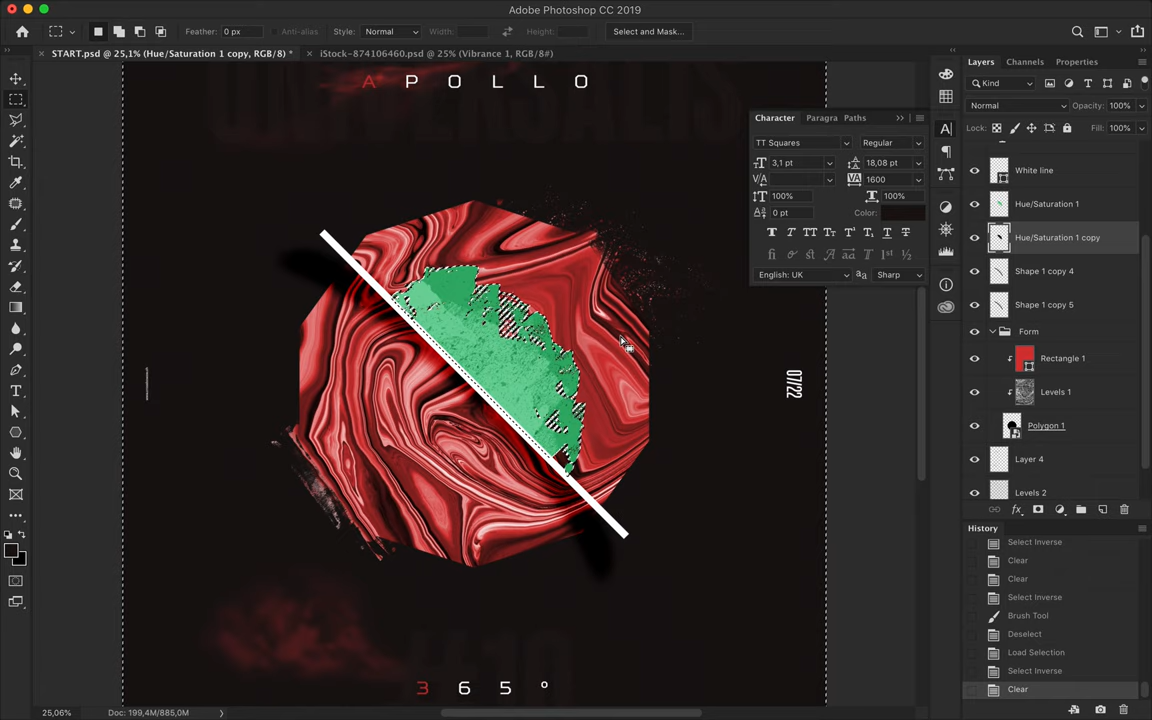 Adobe Photoshop CC 2019
Feather: 0 px
Anti-alias
Style: Normal
Width:
Height:
Select and Mask...
START.psd @ 25,1% (Hue/Saturation 1 copy, RGB/8) *
iStock-874106460.psd @ 25% (Vibrance 1, RGB/8#)
A P O L L O
UNIVERSALIS
07/22
#10
3 6 5 º
Character
Paragra
Paths
TT Squares
Regular
3,1 pt
18,08 pt
1600
100%
100%
0 pt
Color:
English: UK
Sharp
Layers
Channels
Properties
Kind
Normal
Opacity: 100%
Lock:
Fill: 100%
White line
Hue/Saturation 1
Hue/Saturation 1 copy
Shape 1 copy 4
Shape 1 copy 5
Form
Rectangle 1
Levels 1
Polygon 1
Layer 4
Levels 2
History
Select Inverse
Clear
Clear
Select Inverse
Brush Tool
Deselect
Load Selection
Select Inverse
Clear
25,06%
Doc: 199,4M/885,0M